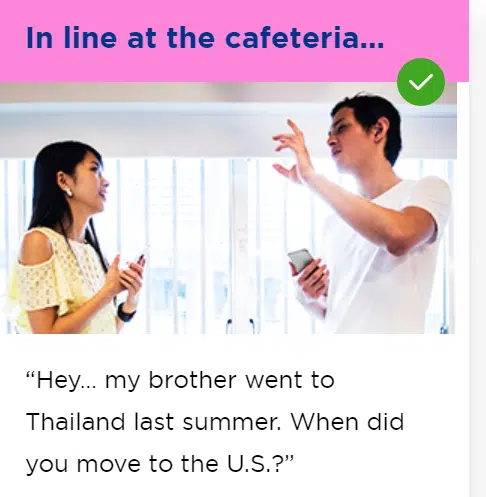 In line at the cafeteria...
“Hey... my brother went to
Thailand last summer. When did
you move to the U.S.?”